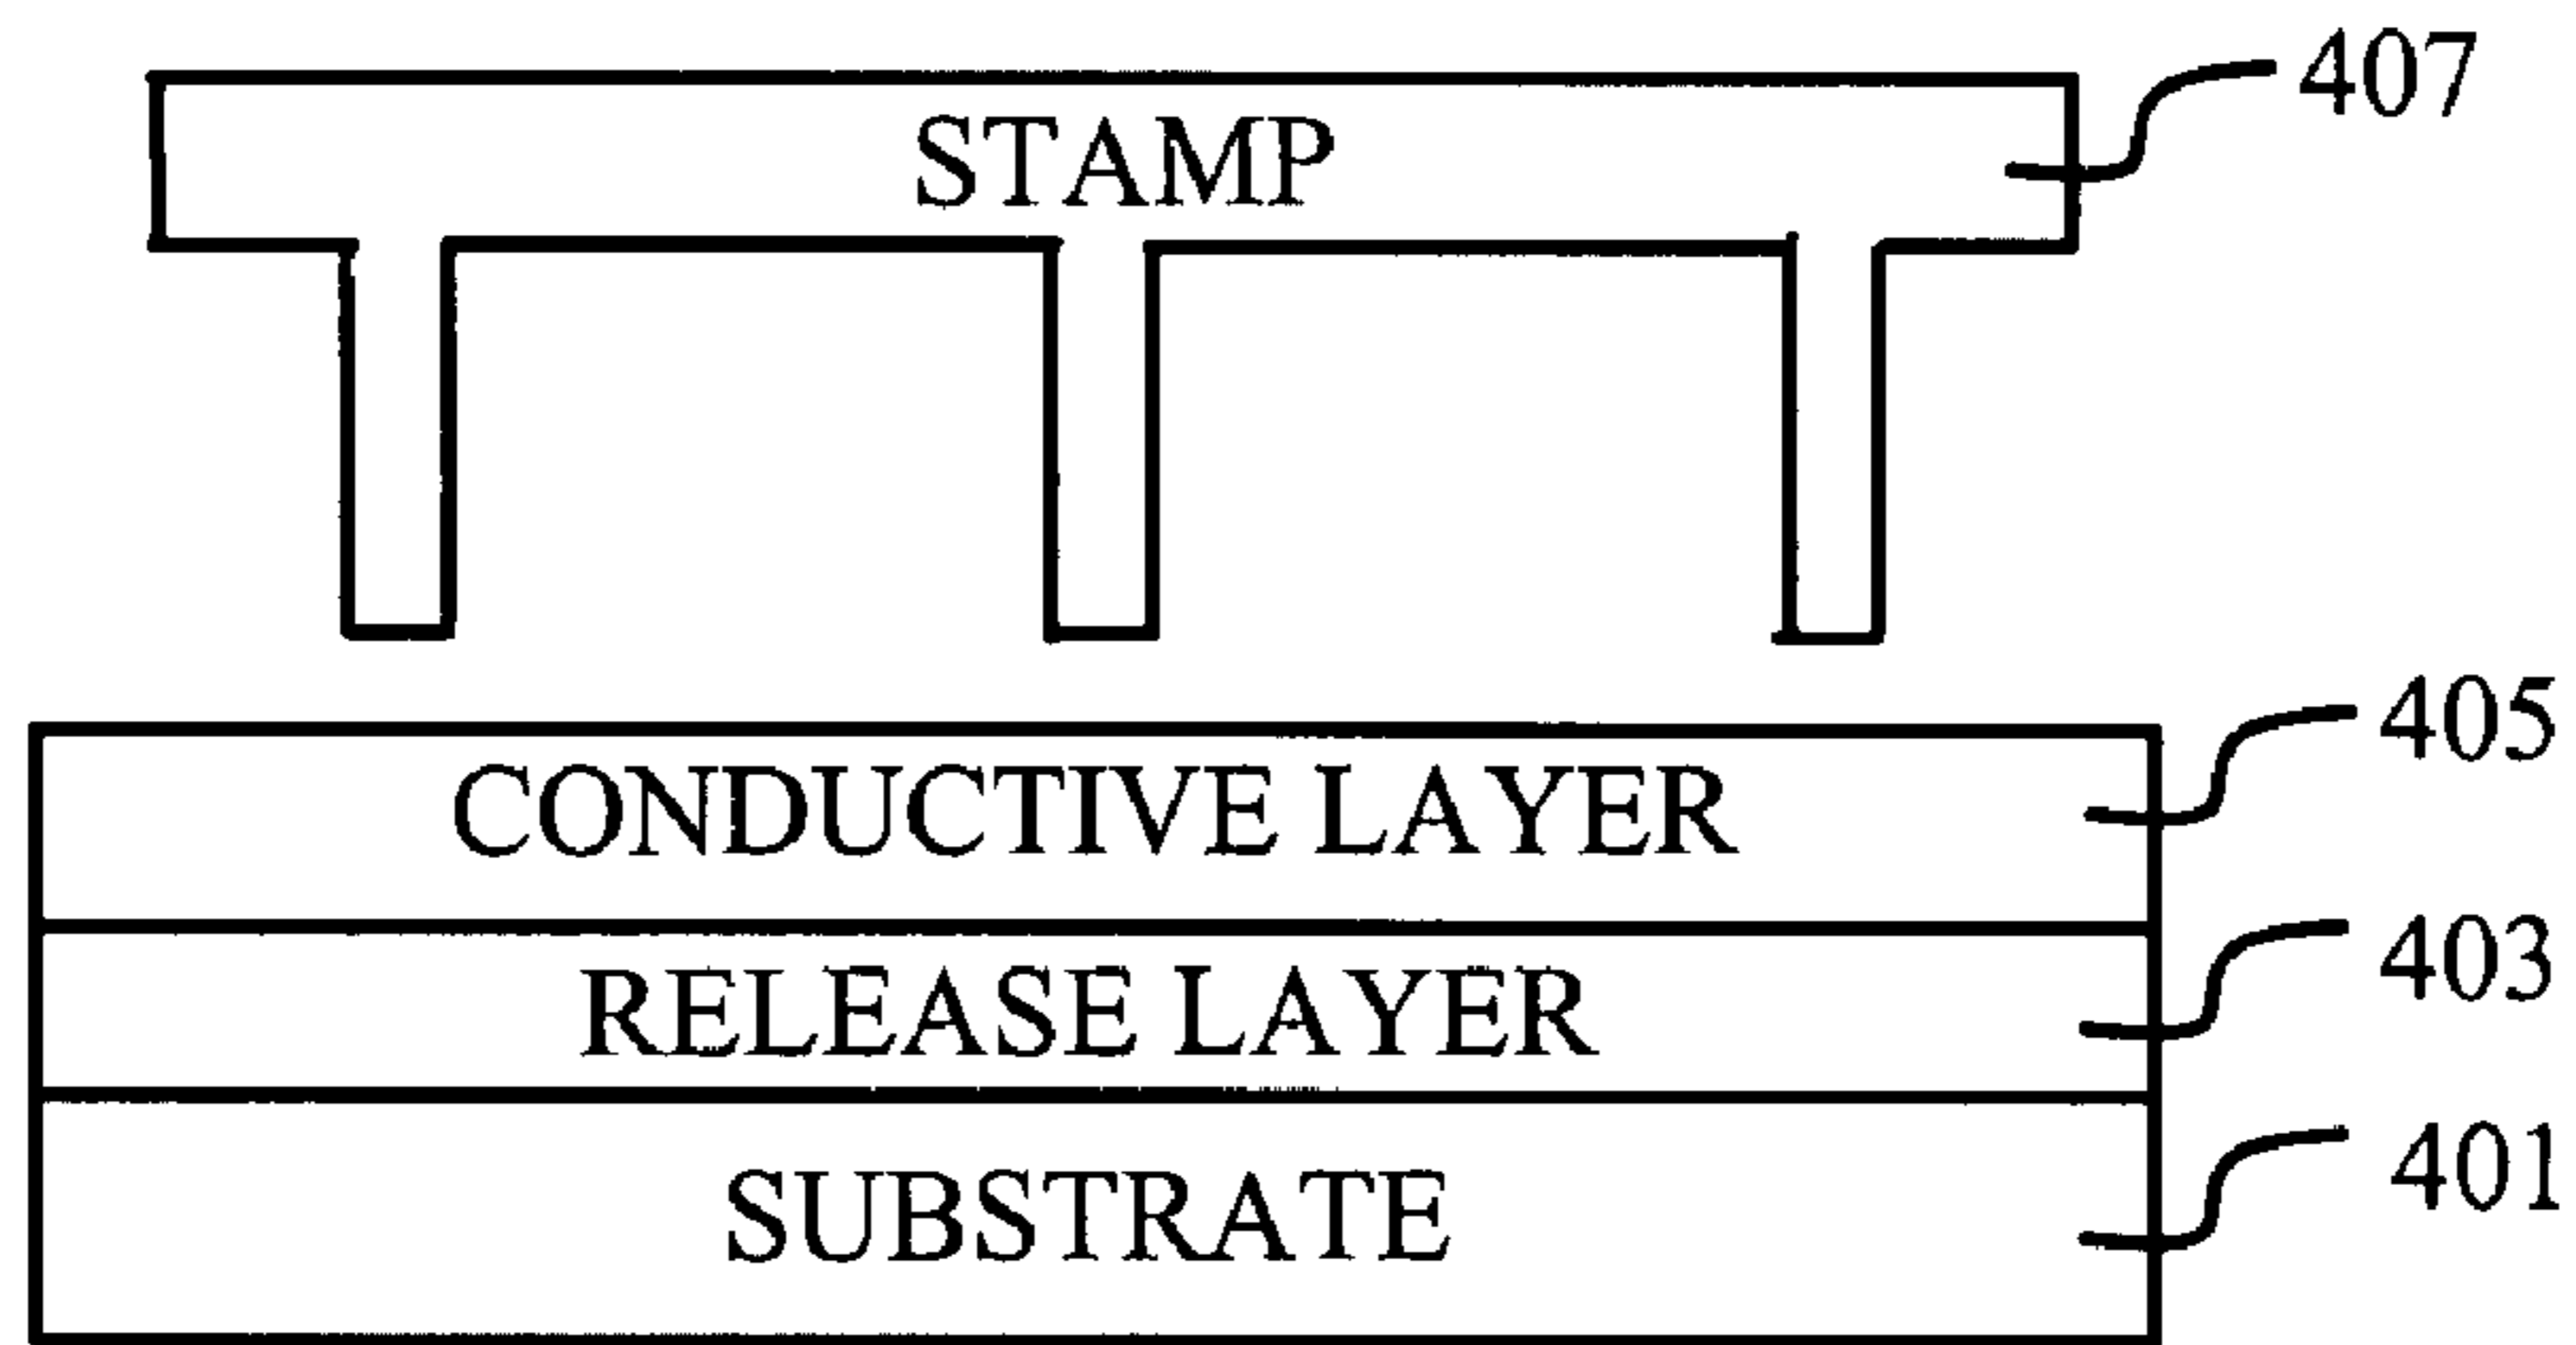 407
STAMP
405
CONDUCTIVE LAYER
403
RELEASE LAYER
401
SUBSTRATE